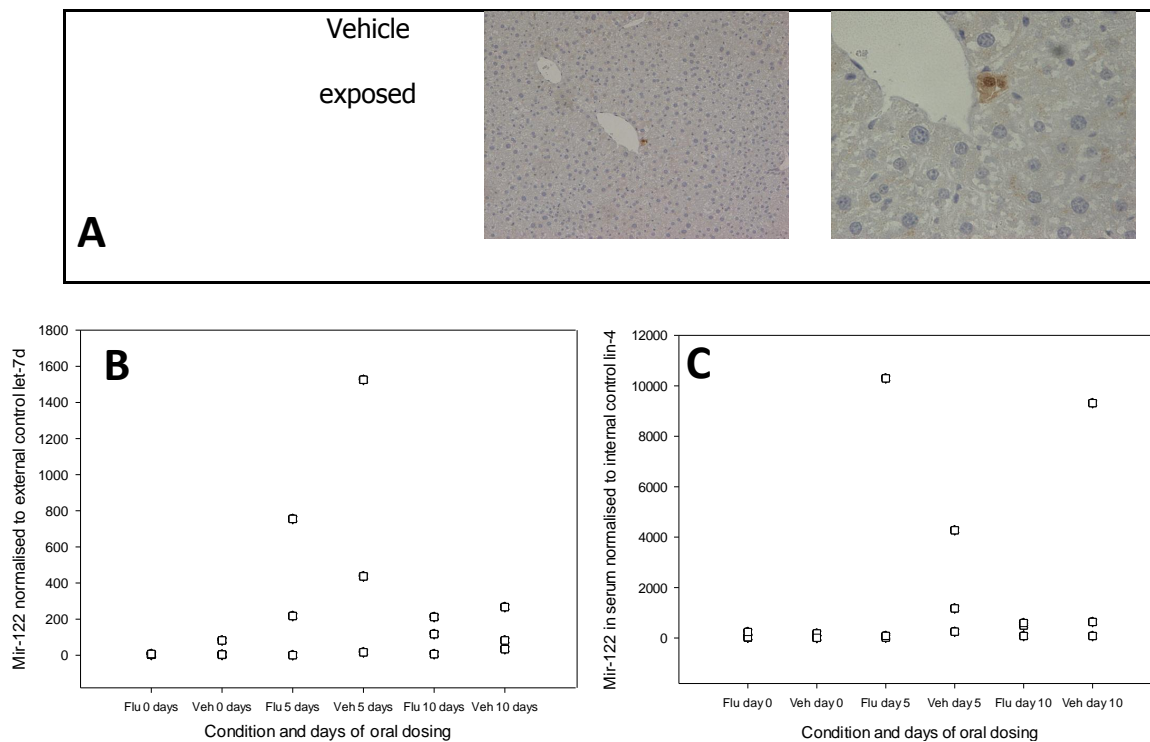 Vehicle
exposed
A
B
Mir-122 normalised to external control let-7d
1800
1600
1400
1200
1000
800
600
400
200
0
Flu 0 days Veh 0 days Flu 5 days Veh 5 days Flu 10 days Veh 10 days
Condition and days of oral dosing
C
Mir-122 in serum normalised to internal control lin-4
12000
10000
8000
6000
4000
2000
0
Flu day 0 Veh day 0 Flu day 5 Veh day 5 Flu day 10 Veh day 10
Condition and days of oral dosing